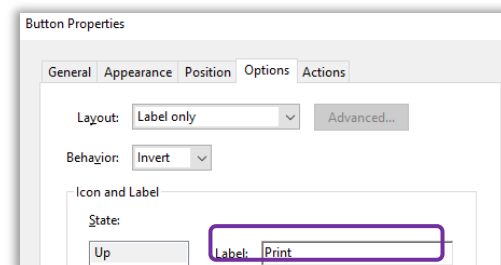 Button Properties
General Appearance Position Options Actions
Layout: Label only Advanced...
Behavior: Invert
Icon and Label
State:
Up Label: Print